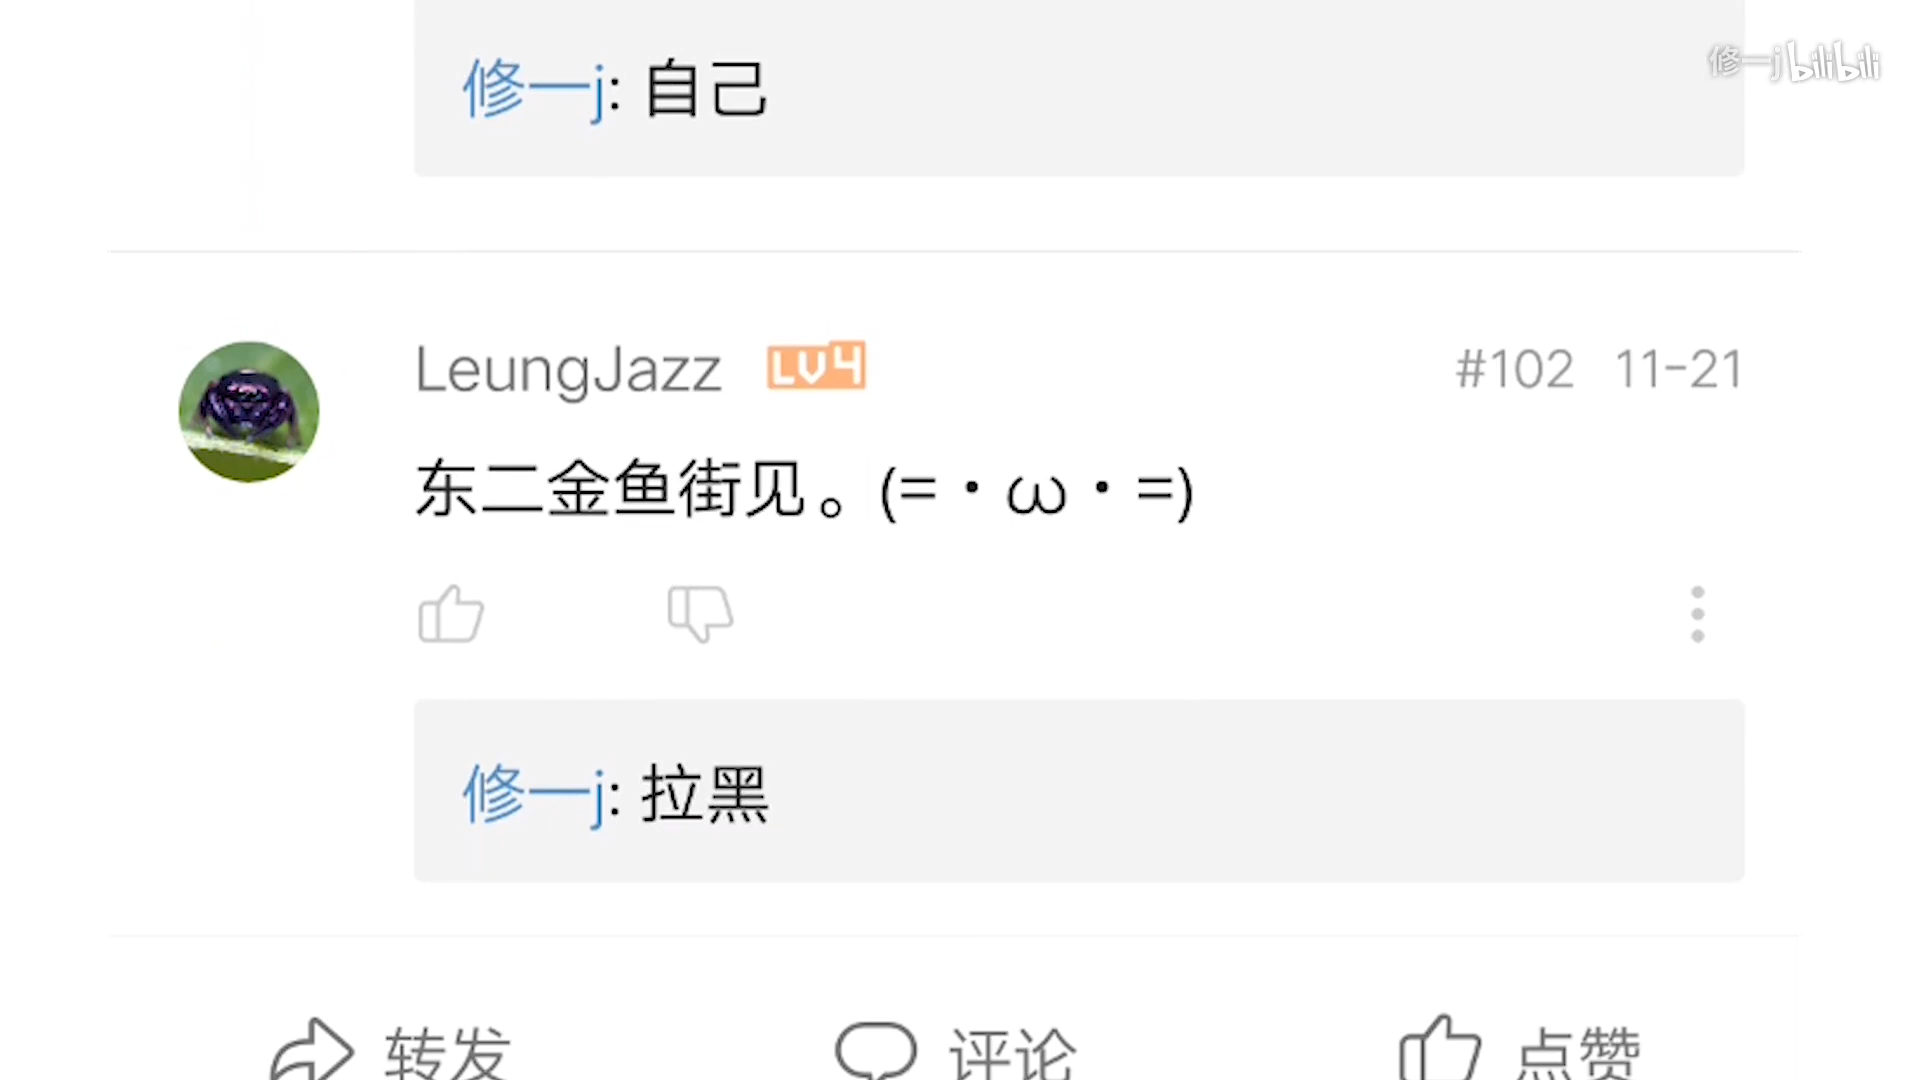 修一j: 自己
修一j bilibili
LeungJazz LV4 #102 11-21
东二金鱼街见。(=・ω・=)
修一j: 拉黑
转发 评论 点赞